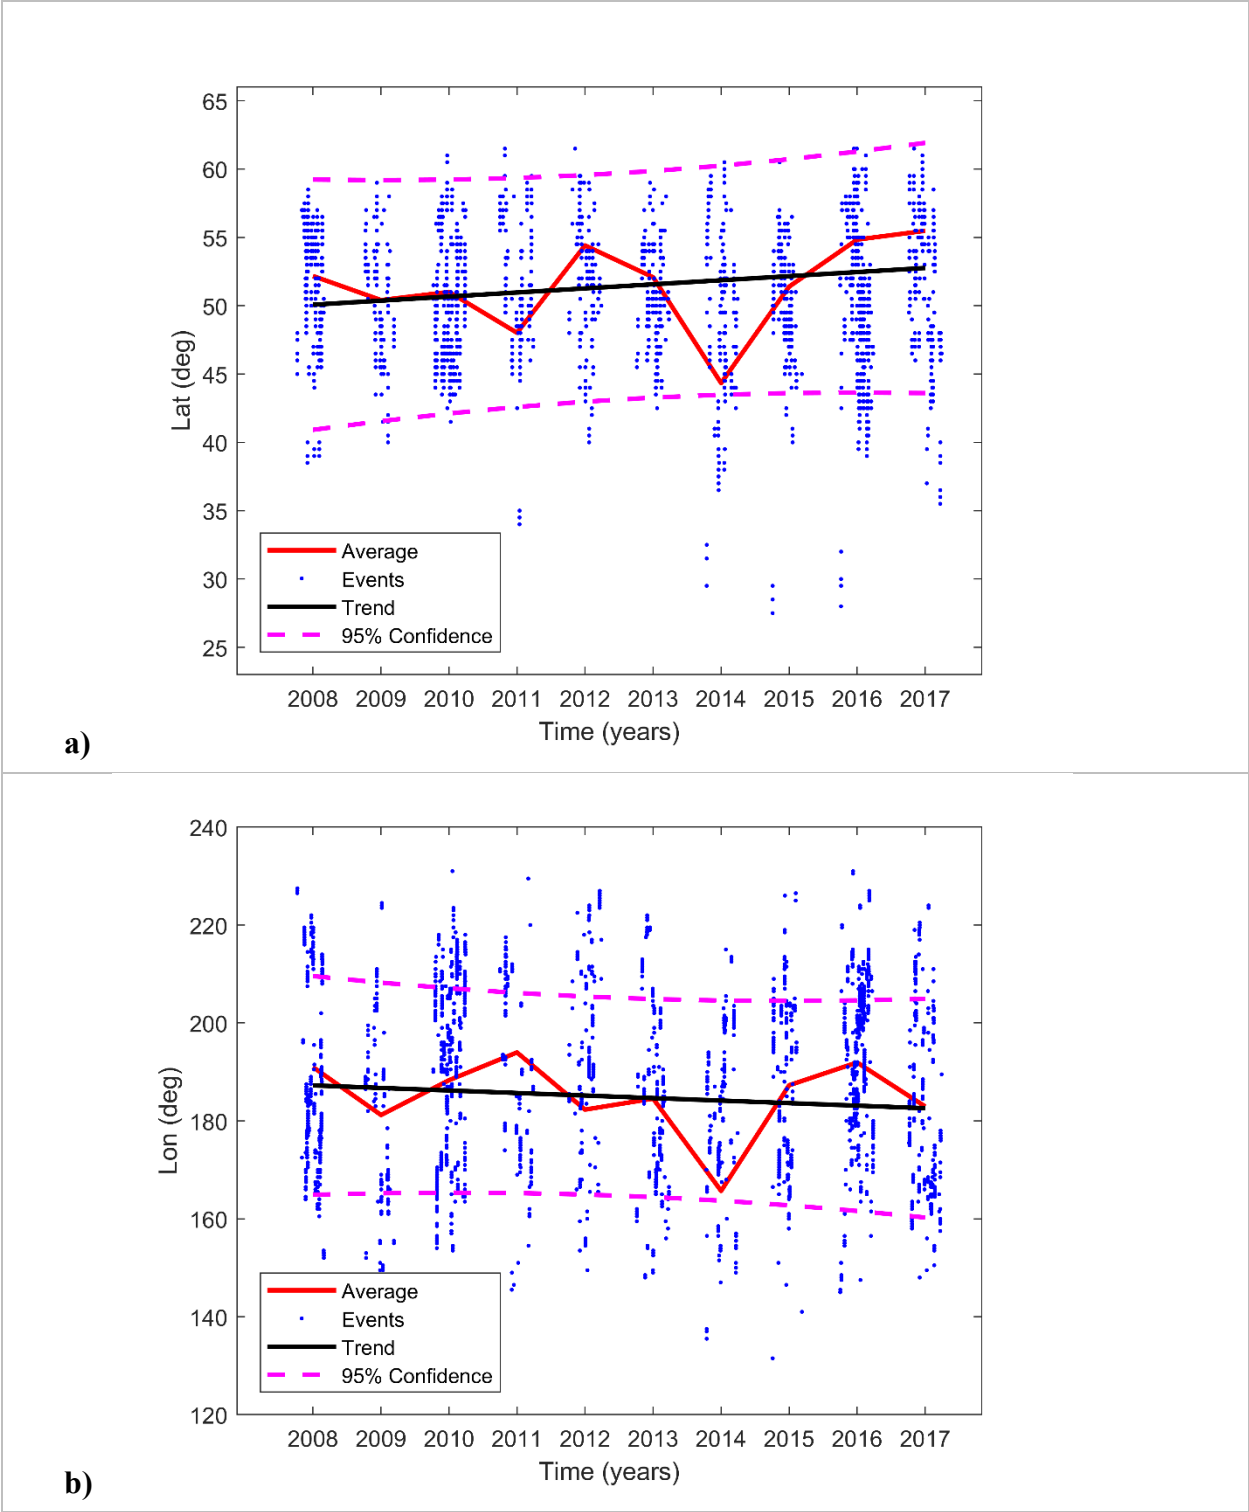 65
60
55
50
45
40
35
30
25
Lat (deg)
Average
Events
Trend
95% Confidence
2008 2009 2010 2011 2012 2013 2014 2015 2016 2017
Time (years)
a)
240
220
200
180
160
140
120
Lon (deg)
Average
Events
Trend
95% Confidence
2008 2009 2010 2011 2012 2013 2014 2015 2016 2017
Time (years)
b)